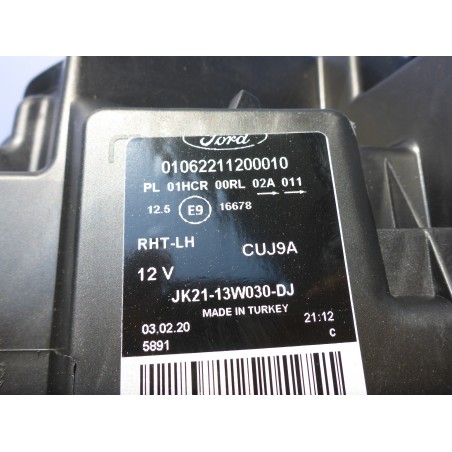 Ford
01062211200010
PL 01HCR 00RL 02A 011
12.5 E9 16678
RHT-LH CUJ9A
12 V
JK21-13W030-DJ
MADE IN TURKEY
03.02.20 21:12
5891 C